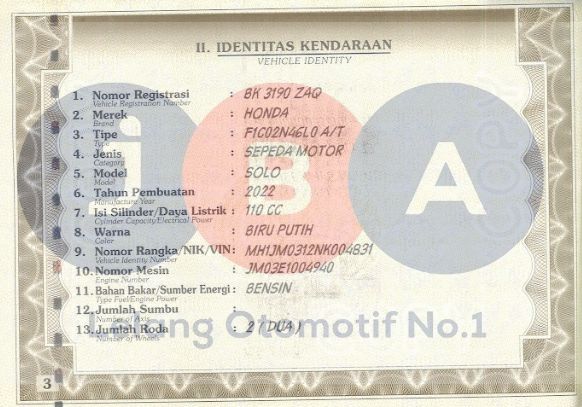 II. IDENTITAS KENDARAAN
VEHICLE IDENTITY
1. Nomor Registrasi : BK 3190 ZAQ
Vehicle Registration Number
2. Merek : HONDA
Brand
3. Tipe : F1C02N46L0 A/T
Type
4. Jenis : SEPEDA MOTOR
Category
5. Model : SOLO
Model
6. Tahun Pembuatan : 2022
Manufacture Year
7. Isi Silinder/Daya Listrik : 110 CC
Cylinder Capacity/Electrical Power
8. Warna : BIRU PUTIH
Color
9. Nomor Rangka/NIK/VIN : MH1JM0312NK004831
Vehicle Identity Number
10. Nomor Mesin : JM03E1004940
Engine Number
11. Bahan Bakar/Sumber Energi : BENSIN
Type Fuel/Engine Power
12. Jumlah Sumbu :
Number of Axis
13. Jumlah Roda : 2 (DUA)
Number of Wheels
iBA
Lelang Otomotif No.1
3